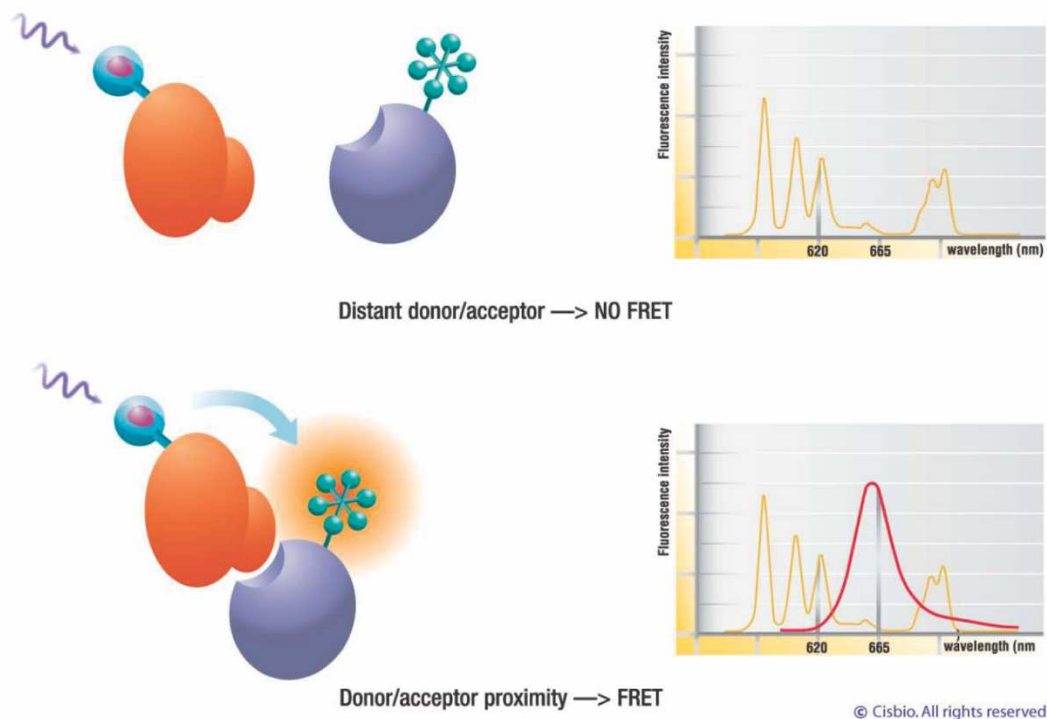 Fluorescence intensity
620 665 wavelength (nm)
Distant donor/acceptor —> NO FRET
Fluorescence intensity
620 665 wavelength (nm
Donor/acceptor proximity —> FRET
© Cisbio. All rights reserved